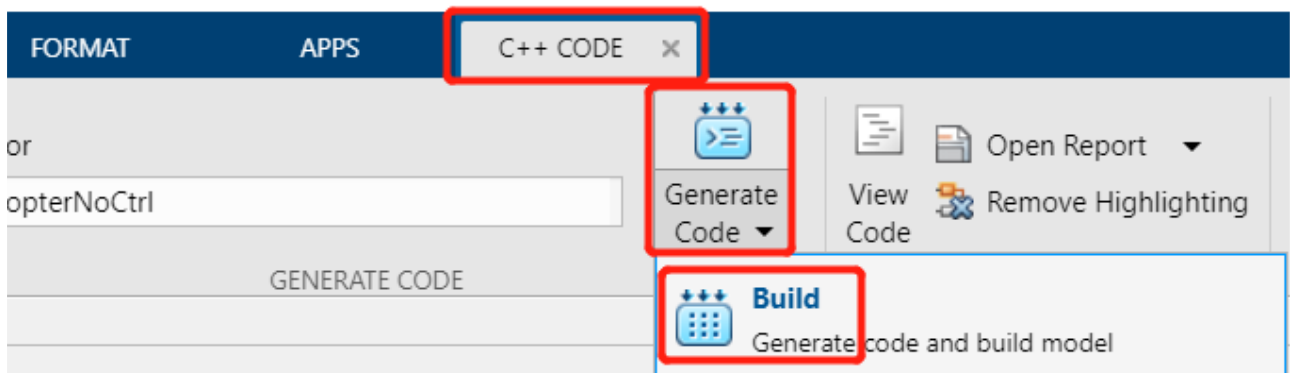 FORMAT APPS C++ CODE ×
or
opterNoCtrl
Generate
Code
View
Code
Open Report
Remove Highlighting
GENERATE CODE
Build
Generate code and build model